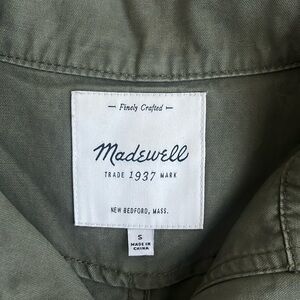 — Finely Crafted —
Madewell
TRADE 1937 MARK
NEW BEDFORD, MASS.
S
MADE IN
CHINA